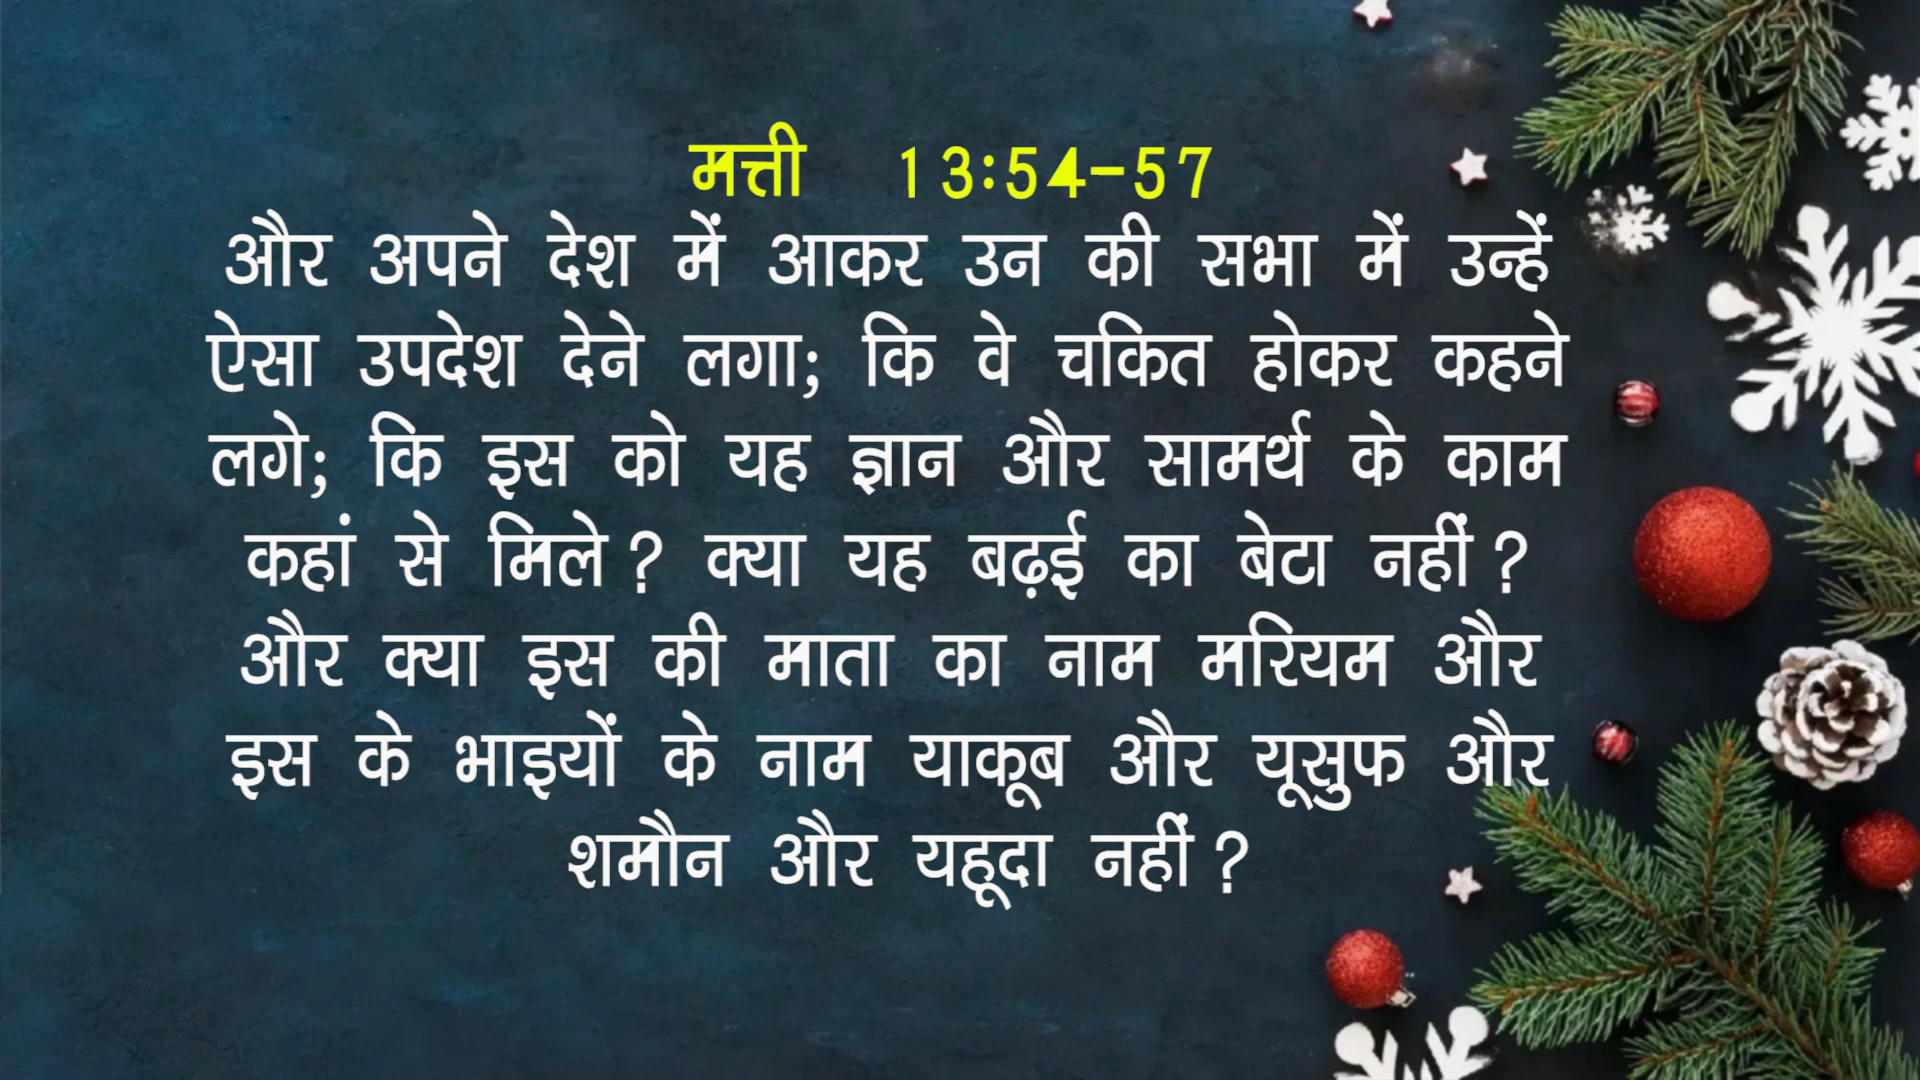 मत्ती 13:54-57
और अपने देश में आकर उन की सभा में उन्हें
ऐसा उपदेश देने लगा; कि वे चकित होकर कहने
लगे; कि इस को यह ज्ञान और सामर्थ के काम
कहां से मिले? क्या यह बढ़ई का बेटा नहीं?
और क्या इस की माता का नाम मरियम और
इस के भाइयों के नाम याकूब और यूसुफ और
शमौन और यहूदा नहीं?